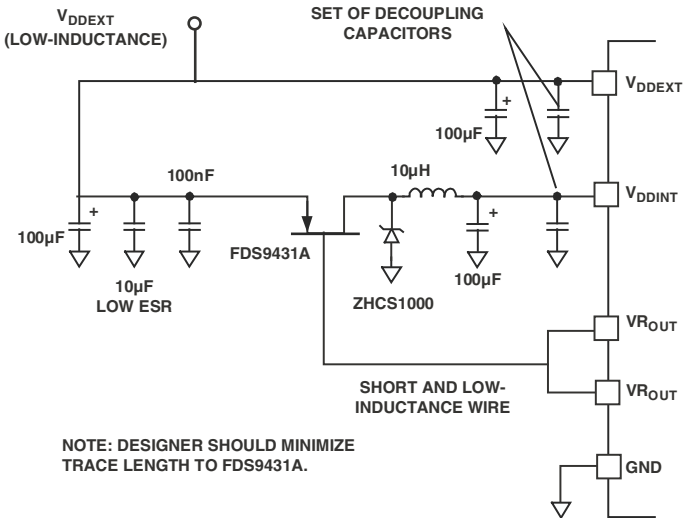 VDDEXT
(LOW-INDUCTANCE)
SET OF DECOUPLING
CAPACITORS
+
100µF
VDDEXT
100nF
10µH
+
100µF
10µF
LOW ESR
FDS9431A
ZHCS1000
+
100µF
VDDINT
VROUT
SHORT AND LOW-
INDUCTANCE WIRE
VROUT
NOTE: DESIGNER SHOULD MINIMIZE
TRACE LENGTH TO FDS9431A.
GND